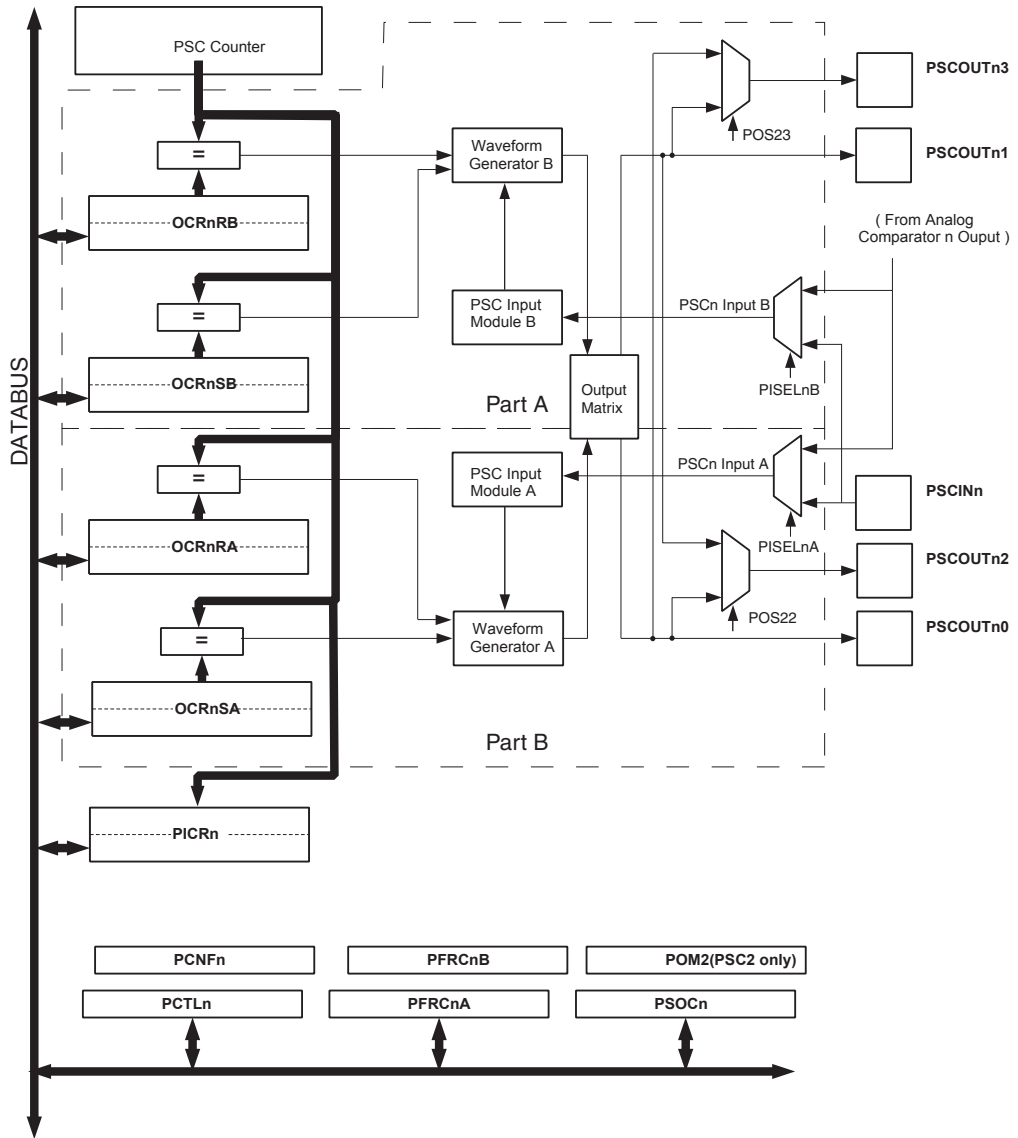 PSC Counter
PSCOUTn3
POS23
PSCOUTn1
=
Waveform
Generator B
OCRnRB
( From Analog
Comparator n Ouput )
=
PSC Input
Module B
PSCn Input B
OCRnSB
PISELnB
Output
Matrix
Part A
DATABUS
=
PSC Input
Module A
PSCn Input A
PSCINn
OCRnRA
PISELnA
PSCOUTn2
=
Waveform
Generator A
POS22
PSCOUTn0
OCRnSA
Part B
PICRn
PCNFn
PFRCnB
POM2(PSC2 only)
PCTLn
PFRCnA
PSOCn